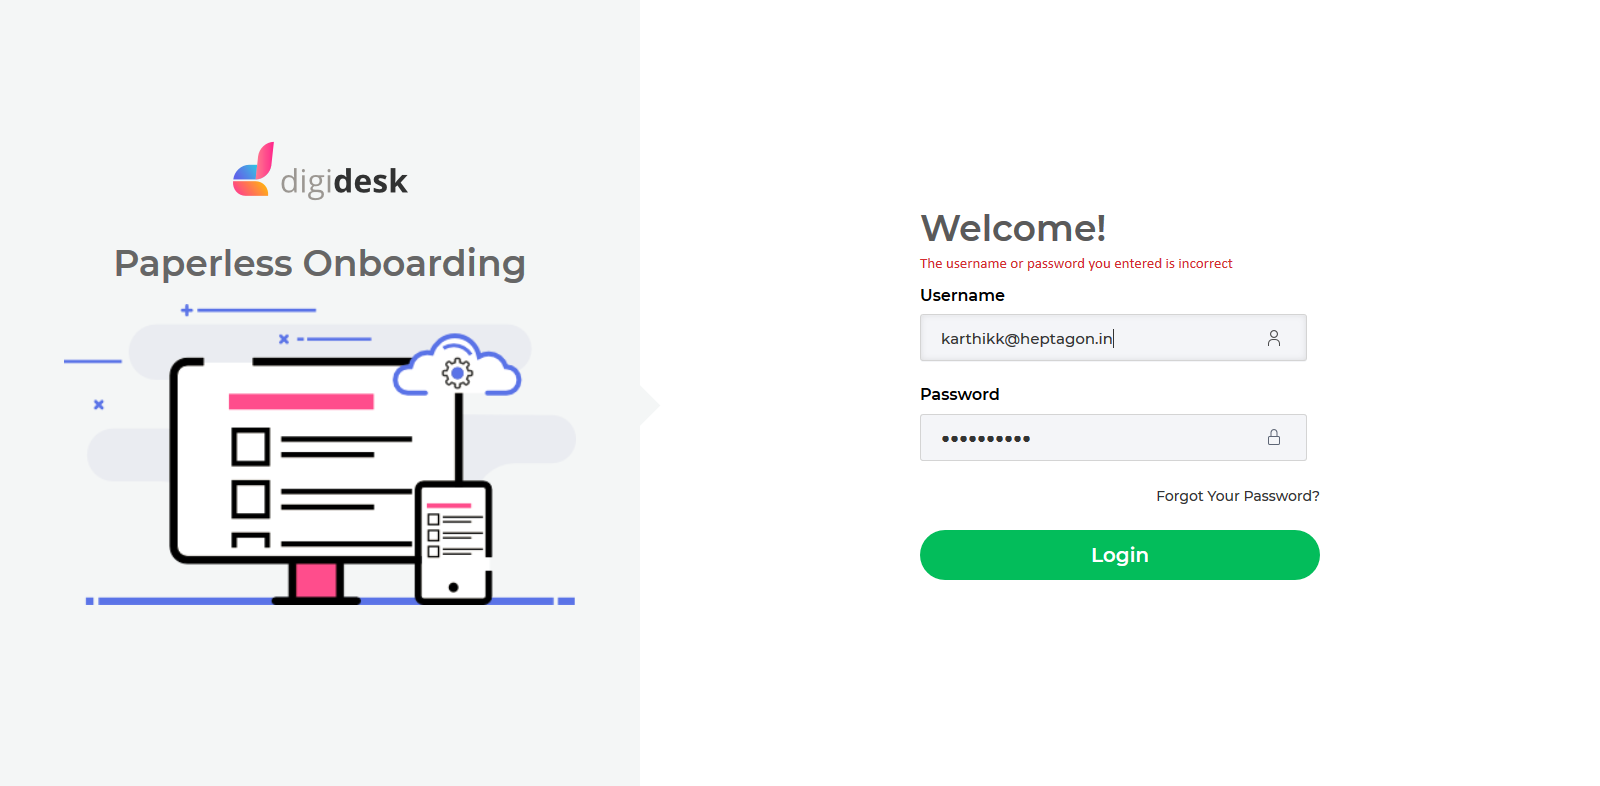 digidesk
Paperless Onboarding
Welcome!
The username or password you entered is incorrect
Username
karthikk@heptagon.in
Password
••••••••••
Forgot Your Password?
Login